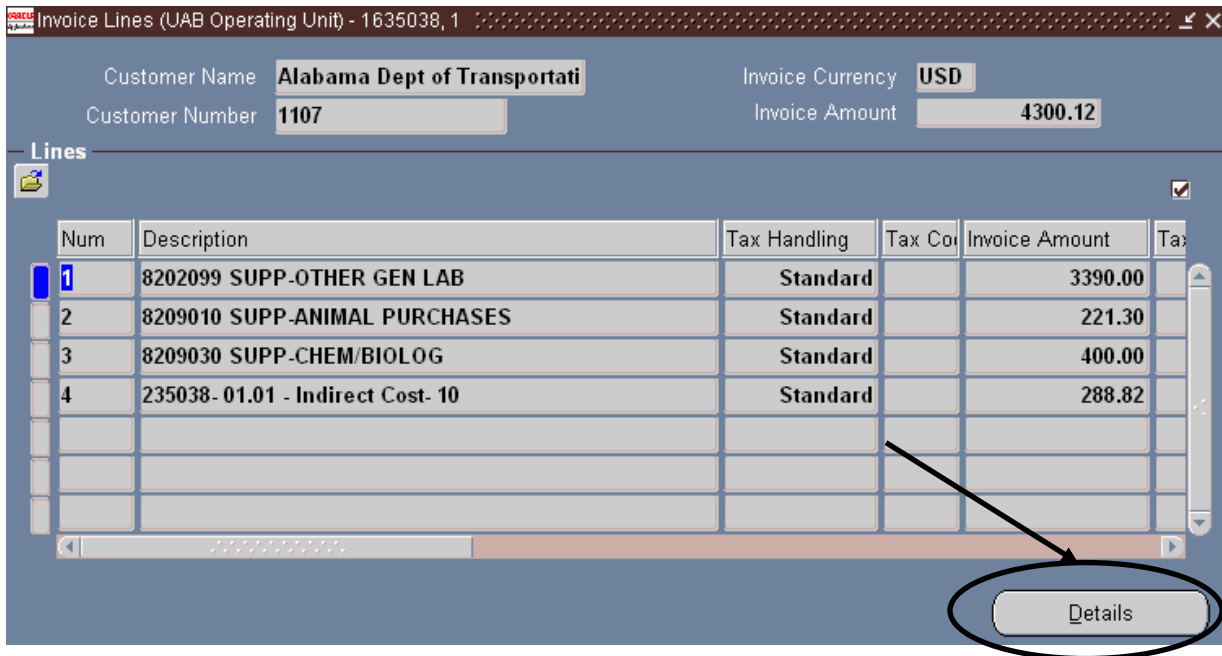 Invoice Lines (UAB Operating Unit) - 1635038, 1
Customer Name Alabama Dept of Transportati Invoice Currency USD
Customer Number 1107 Invoice Amount 4300.12
Lines
Num Description Tax Handling Tax Co Invoice Amount Ta
1 8202099 SUPP-OTHER GEN LAB Standard 3390.00
2 8209010 SUPP-ANIMAL PURCHASES Standard 221.30
3 8209030 SUPP-CHEM/BIOLOG Standard 400.00
4 235038- 01.01 - Indirect Cost- 10 Standard 288.82
Details